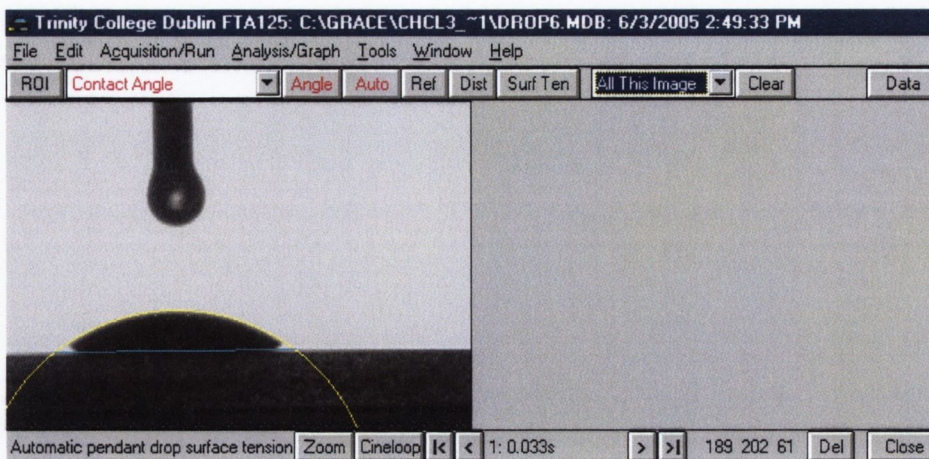 Trinity College Dublin FTA125: C:\GRACE\CHCL3_~1\DROP6.MDB: 6/3/2005 2:49:33 PM
File Edit Acquisition/Run Analysis/Graph Tools Window Help
ROI Contact Angle Angle Auto Ref Dist Surf Ten All This Image Clear Data
Automatic pendant drop surface tension Zoom Cineloop |< < 1: 0.033s > >| 189 202 61 Del Close